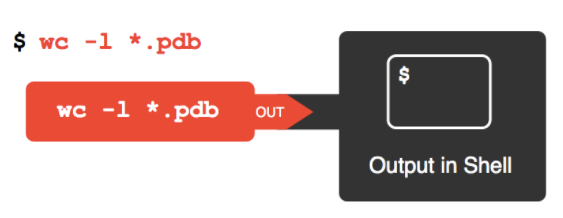 $ wc -l *.pdb
wc -l *.pdb
OUT
$
Output in Shell